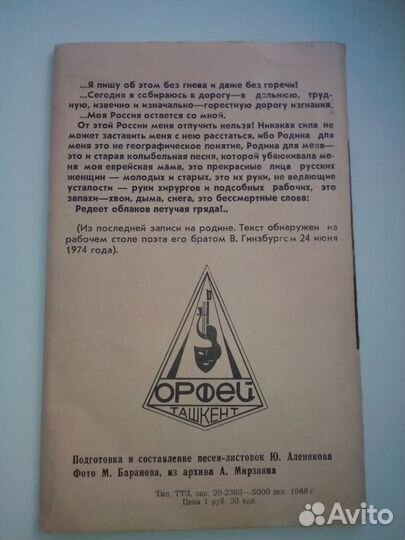 ...Я пишу об этом без гнева и даже без горечи!
...Сегодня я собираюсь в дорогу—в дальнюю, труд-
ную, извечно и изначально—горестную дорогу изгнания.
...Моя Россия остается со мной.
От этой России меня отлучить нельзя! Никакая сила не
может заставить меня с нею расстаться, ибо Родина для
меня это не географическое понятие, Родина для меня—
это и старая колыбельная песня, которой убаюкивала ме-
ня моя еврейская мама, это прекрасные лица русских
женщин — молодых и старых, это их руки, не ведающие
усталости — руки хирургов и подсобных рабочих, это
запахи—хвои, дыма, снега, это бессмертные слова:
Редеет облаков летучая гряда!..
(Из последней записи на родине. Текст обнаружен на
рабочем столе поэта его братом В. Гинзбургом 24 июня
1974 года).
ОРФЕЙ
ТАШКЕНТ
Подготовка и составление песен-листовок Ю. Аленикова
Фото М. Баранова, из архива А. Мирзаяна
Тип. ТТЗ, зак. 20-2363—5000 экз. 1988 г.
Цена 1 руб. 30 коп.
Avito